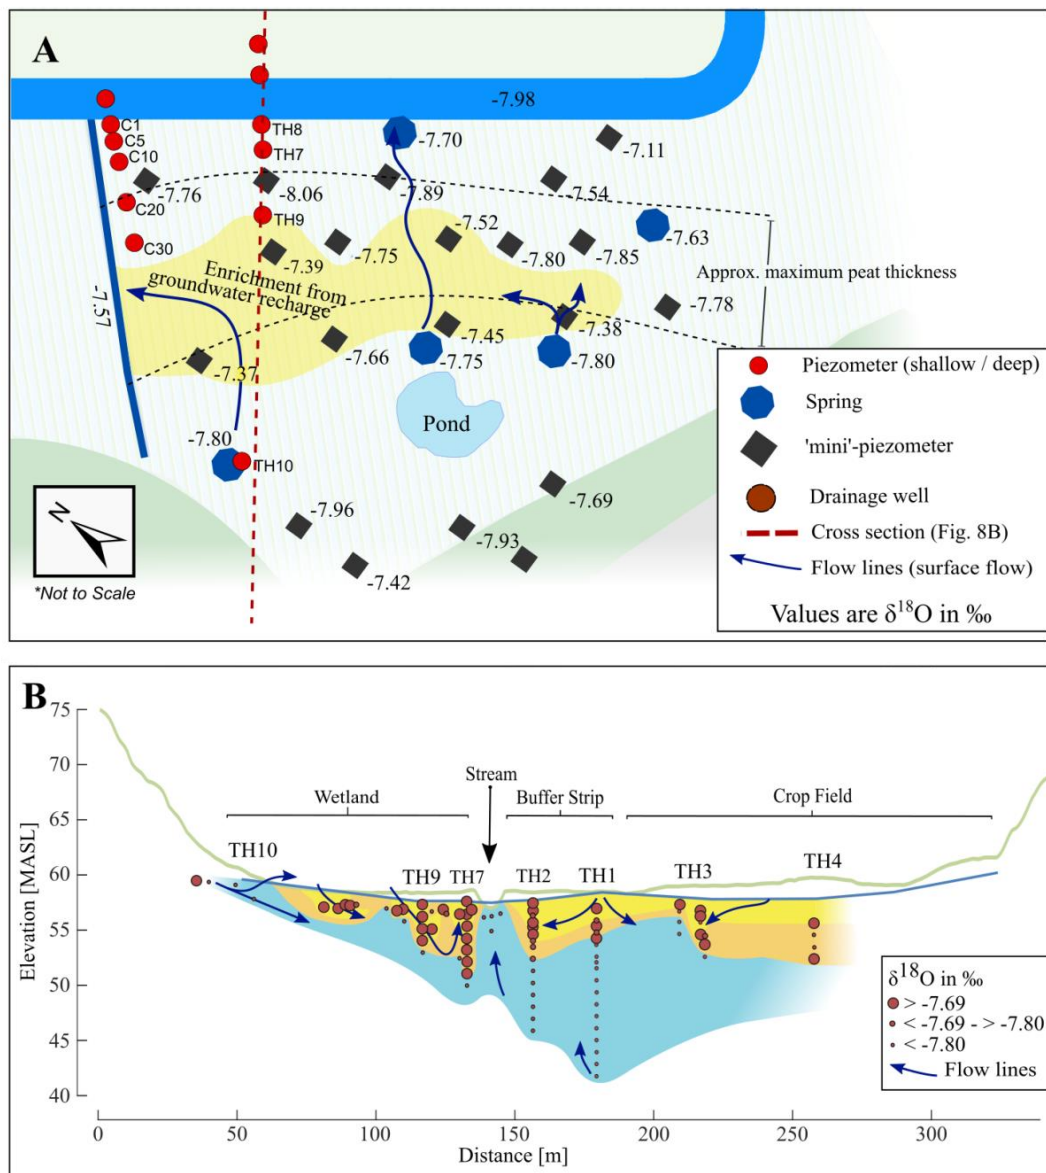 A
-7.98
C1
C5
C10
C20
C30
TH8
TH7
TH9
-7.70
-7.11
-7.76
-8.06
-7.89
-7.54
-7.52
-7.63
-7.39
-7.75
-7.80
-7.85
Enrichment from
groundwater recharge
Approx. maximum peat thickness
-7.57
-7.78
-7.45
-7.38
-7.66
-7.37
-7.75
-7.80
Pond
-7.80
TH10
-7.96
-7.93
-7.69
-7.42
N
*Not to Scale
Piezometer (shallow / deep)
Spring
'mini'-piezometer
Drainage well
Cross section (Fig. 8B)
Flow lines (surface flow)
Values are δ¹⁸O in ‰
B
75
70
65
60
55
50
45
40
Elevation [MASL]
Stream
Wetland
Buffer Strip
Crop Field
TH10
TH9
TH7
TH2
TH1
TH3
TH4
δ¹⁸O in ‰
> -7.69
< -7.69 - > -7.80
< -7.80
Flow lines
0
50
100
150
200
250
300
Distance [m]